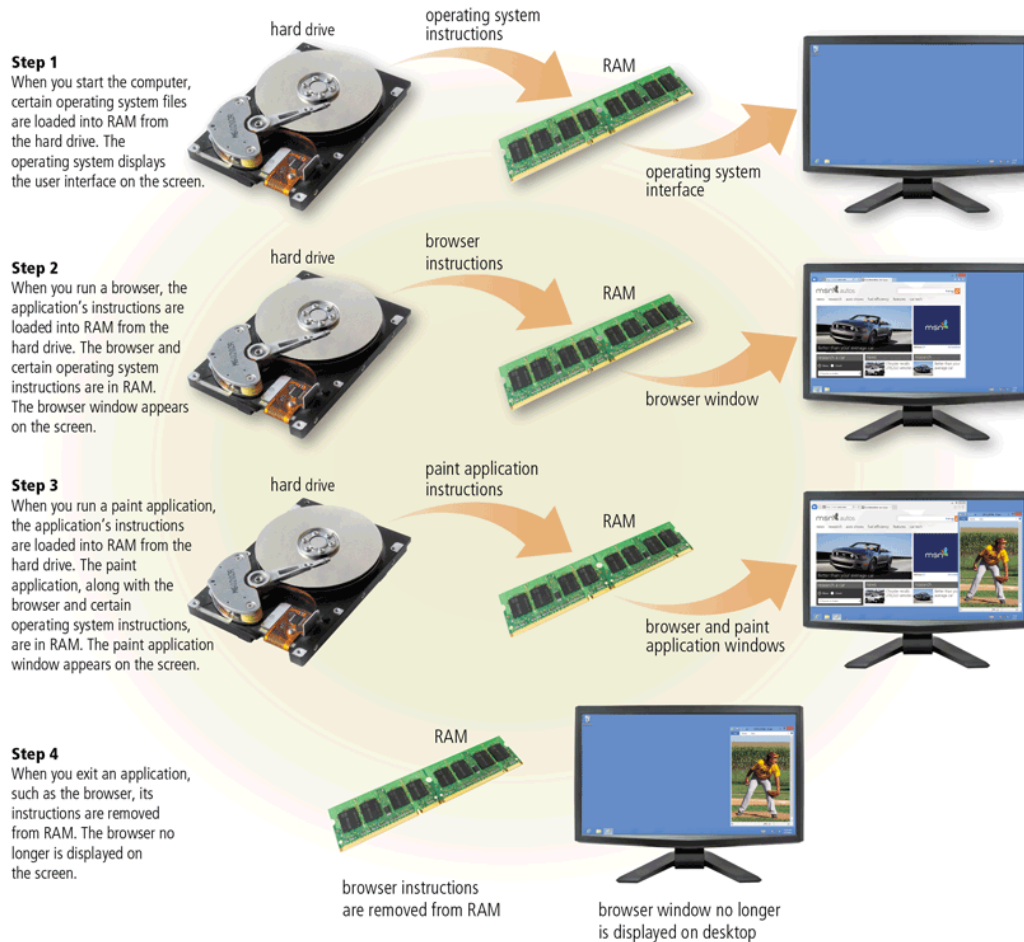 hard drive
operating system
instructions
RAM
Step 1
When you start the computer,
certain operating system files
are loaded into RAM from
the hard drive. The
operating system displays
the user interface on the screen.
operating system
interface
Step 2
When you run a browser, the
application's instructions are
loaded into RAM from the
hard drive. The browser and
certain operating system
instructions are in RAM.
The browser window appears
on the screen.
hard drive
browser
instructions
RAM
browser window
msn autos
msn
Step 3
When you run a paint application,
the application's instructions
are loaded into RAM from the
hard drive. The paint
application, along with the
browser and certain
operating system instructions,
are in RAM. The paint application
window appears on the screen.
hard drive
paint application
instructions
RAM
browser and paint
application windows
msn autos
msn
Step 4
When you exit an application,
such as the browser, its
instructions are removed
from RAM. The browser no
longer is displayed on
the screen.
RAM
browser instructions
are removed from RAM
browser window no longer
is displayed on desktop